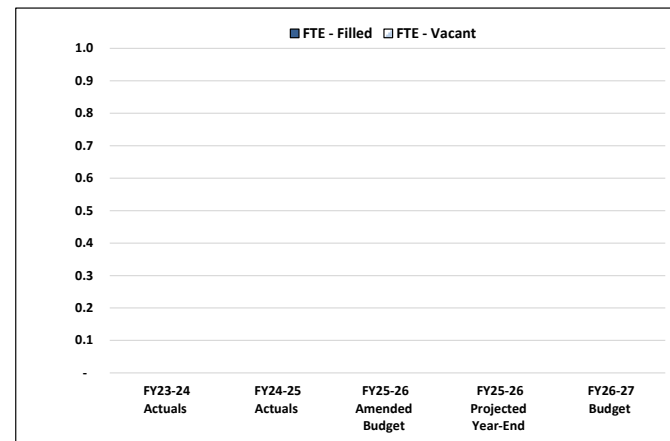 FTE - Filled FTE - Vacant
1.0
0.9
0.8
0.7
0.6
0.5
0.4
0.3
0.2
0.1
-
FY23-24 FY24-25 FY25-26 FY25-26 FY26-27
Actuals Actuals Amended Projected Budget
Budget Year-End